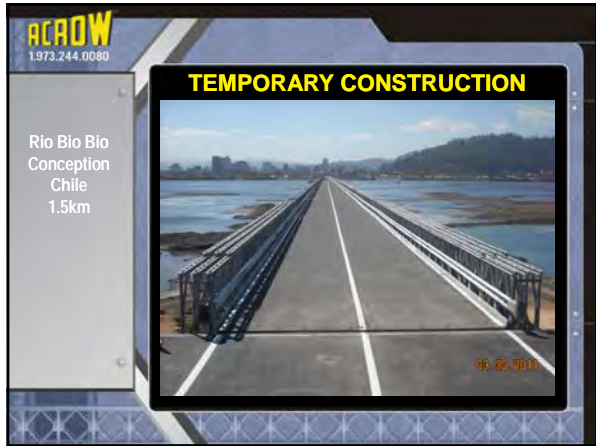 ACROW
1.973.244.0080
TEMPORARY CONSTRUCTION
Rio Bio Bio
Conception
Chile
1.5km